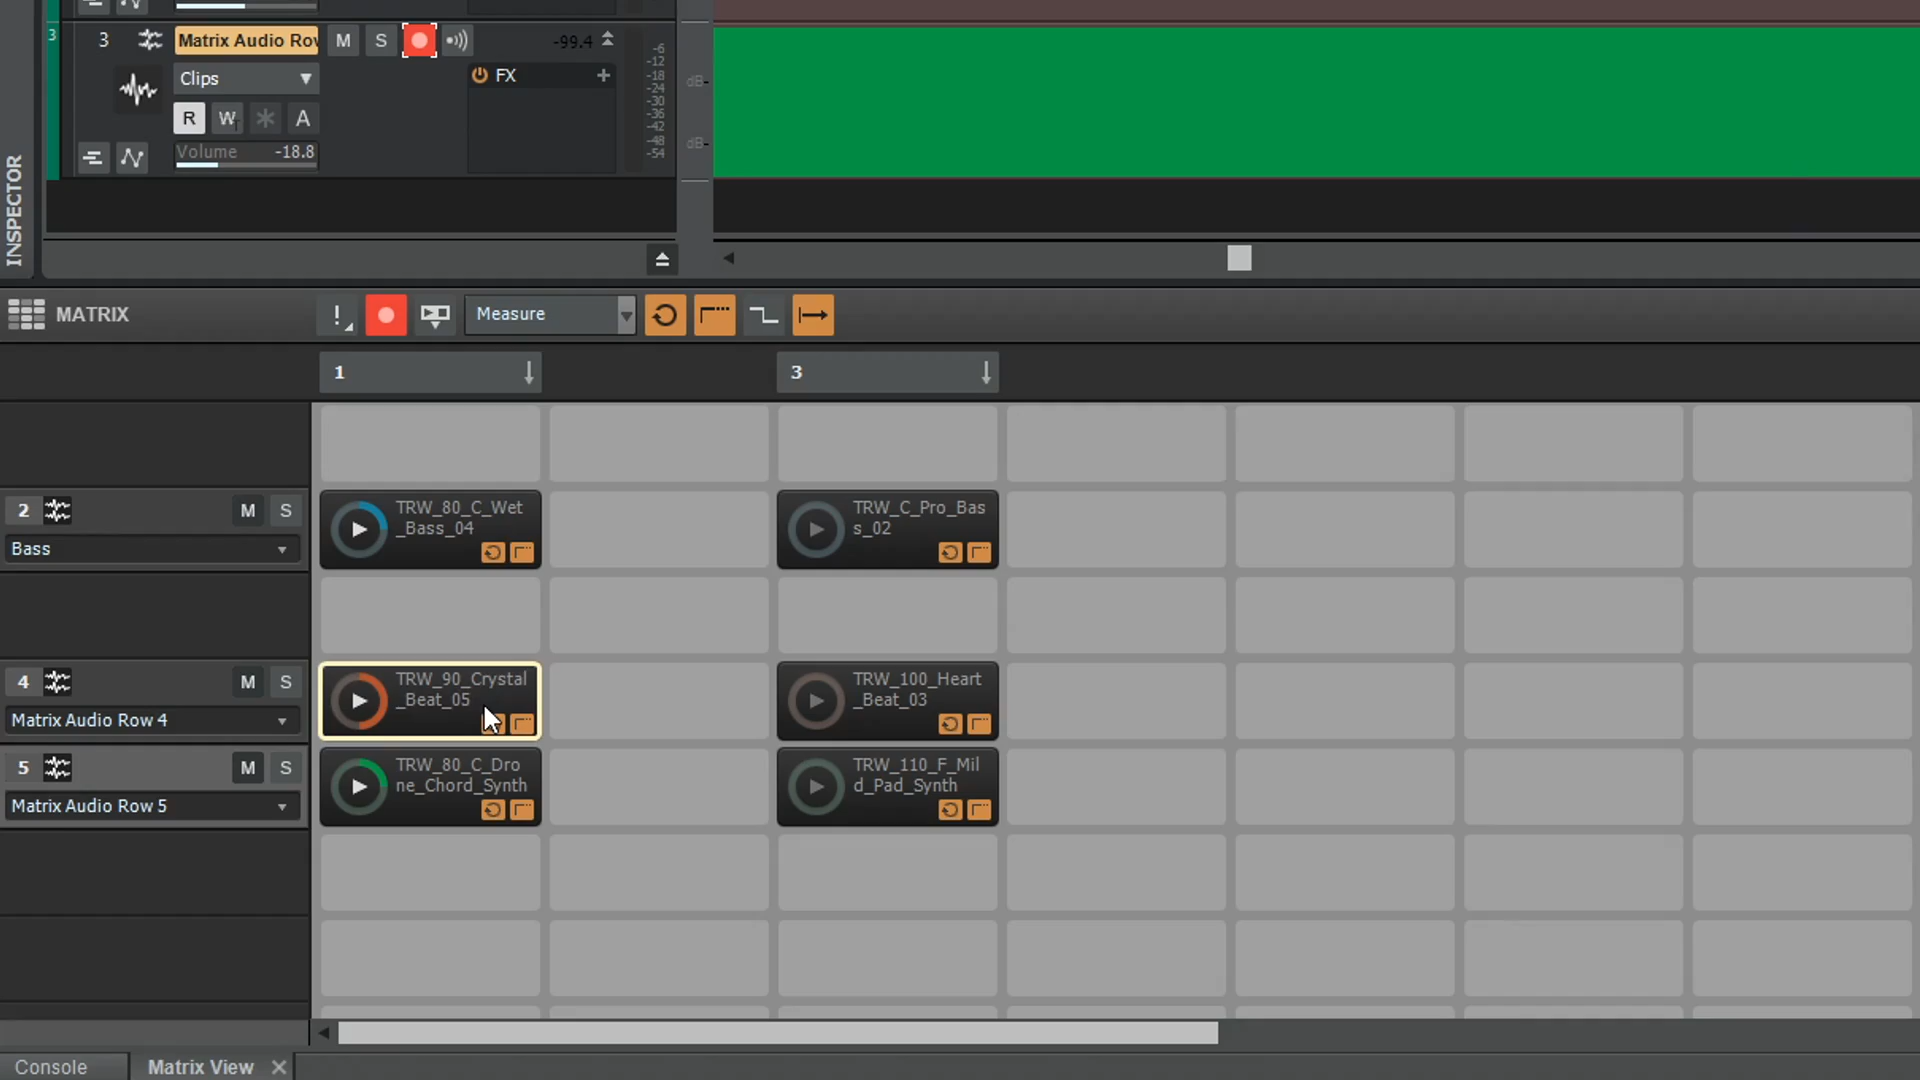 3
3
Matrix Audio Rov
M
S
-99.4
Clips
FX
R
W
A
Volume
-18.8
-6
-12
-18
-24
-30
-36
-42
-48
-54
dB-
dB-
INSPECTOR
MATRIX
!
Measure
1
3
2
M
S
Bass
TRW_80_C_Wet
_Bass_04
TRW_C_Pro_Bas
s_02
4
M
S
Matrix Audio Row 4
TRW_90_Crystal
_Beat_05
TRW_100_Heart
_Beat_03
5
M
S
Matrix Audio Row 5
TRW_80_C_Dro
ne_Chord_Synth
TRW_110_F_Mil
d_Pad_Synth
Console
Matrix View